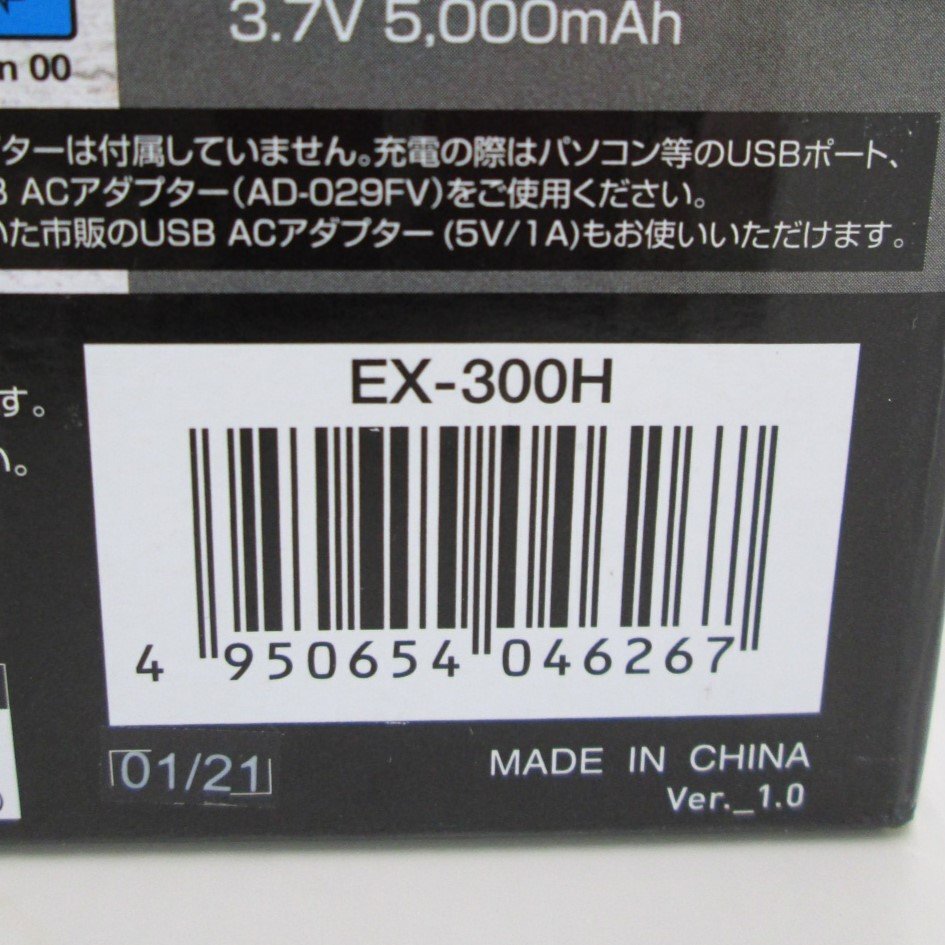 3.7V 5,000mAh
n 00
ターは付属していません。充電の際はパソコン等のUSBポート、
B ACアダプター(AD-029FV)をご使用ください。
いた市販のUSB ACアダプター (5V/1A)もお使いいただけます。
す。
い。
EX-300H
4 950654 046267
01/21
MADE IN CHINA
Ver._1.0